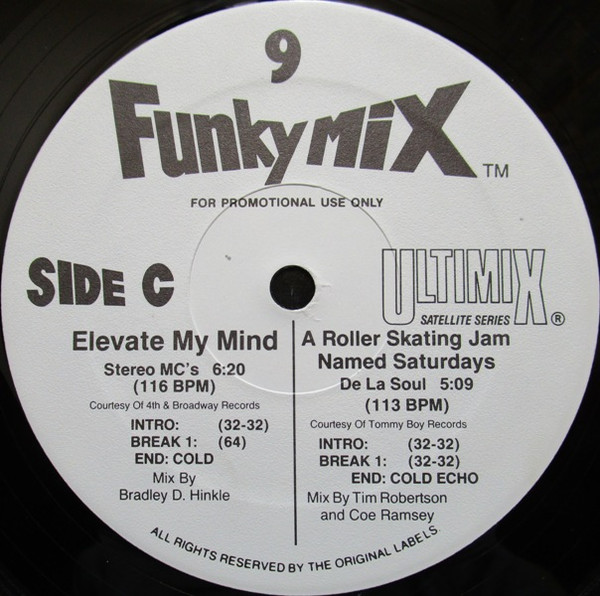 9
Funkymix TM
FOR PROMOTIONAL USE ONLY
SIDE C
ULTIMIX ®
SATELLITE SERIES
Elevate My Mind
Stereo MC's 6:20
(116 BPM)
Courtesy Of 4th & Broadway Records
INTRO: (32-32)
BREAK 1: (64)
END: COLD
Mix By
Bradley D. Hinkle
A Roller Skating Jam
Named Saturdays
De La Soul 5:09
(113 BPM)
Courtesy Of Tommy Boy Records
INTRO: (32-32)
BREAK 1: (32-32)
END: COLD ECHO
Mix By Tim Robertson
and Coe Ramsey
ALL RIGHTS RESERVED BY THE ORIGINAL LABELS.